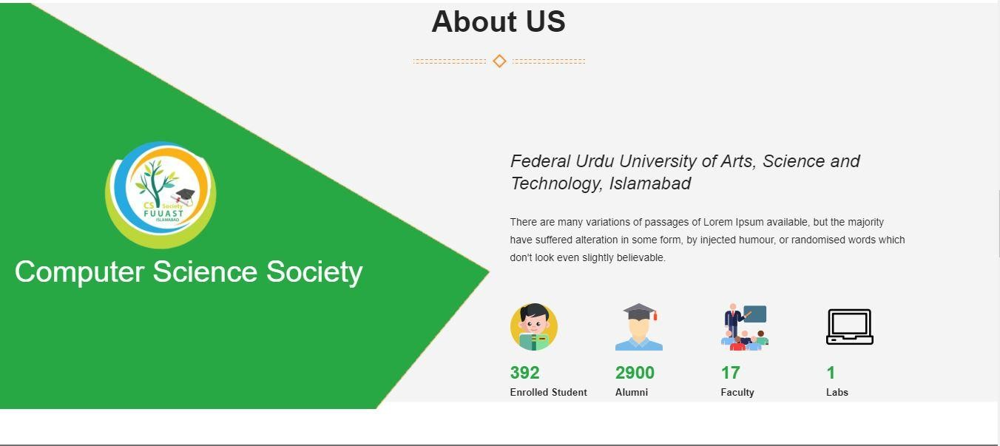 About US
CS Society
FUUAST
ISLAMABAD
Computer Science Society
Federal Urdu University of Arts, Science and
Technology, Islamabad
There are many variations of passages of Lorem Ipsum available, but the majority
have suffered alteration in some form, by injected humour, or randomised words which
don't look even slightly believable.
392
Enrolled Student
2900
Alumni
17
Faculty
1
Labs